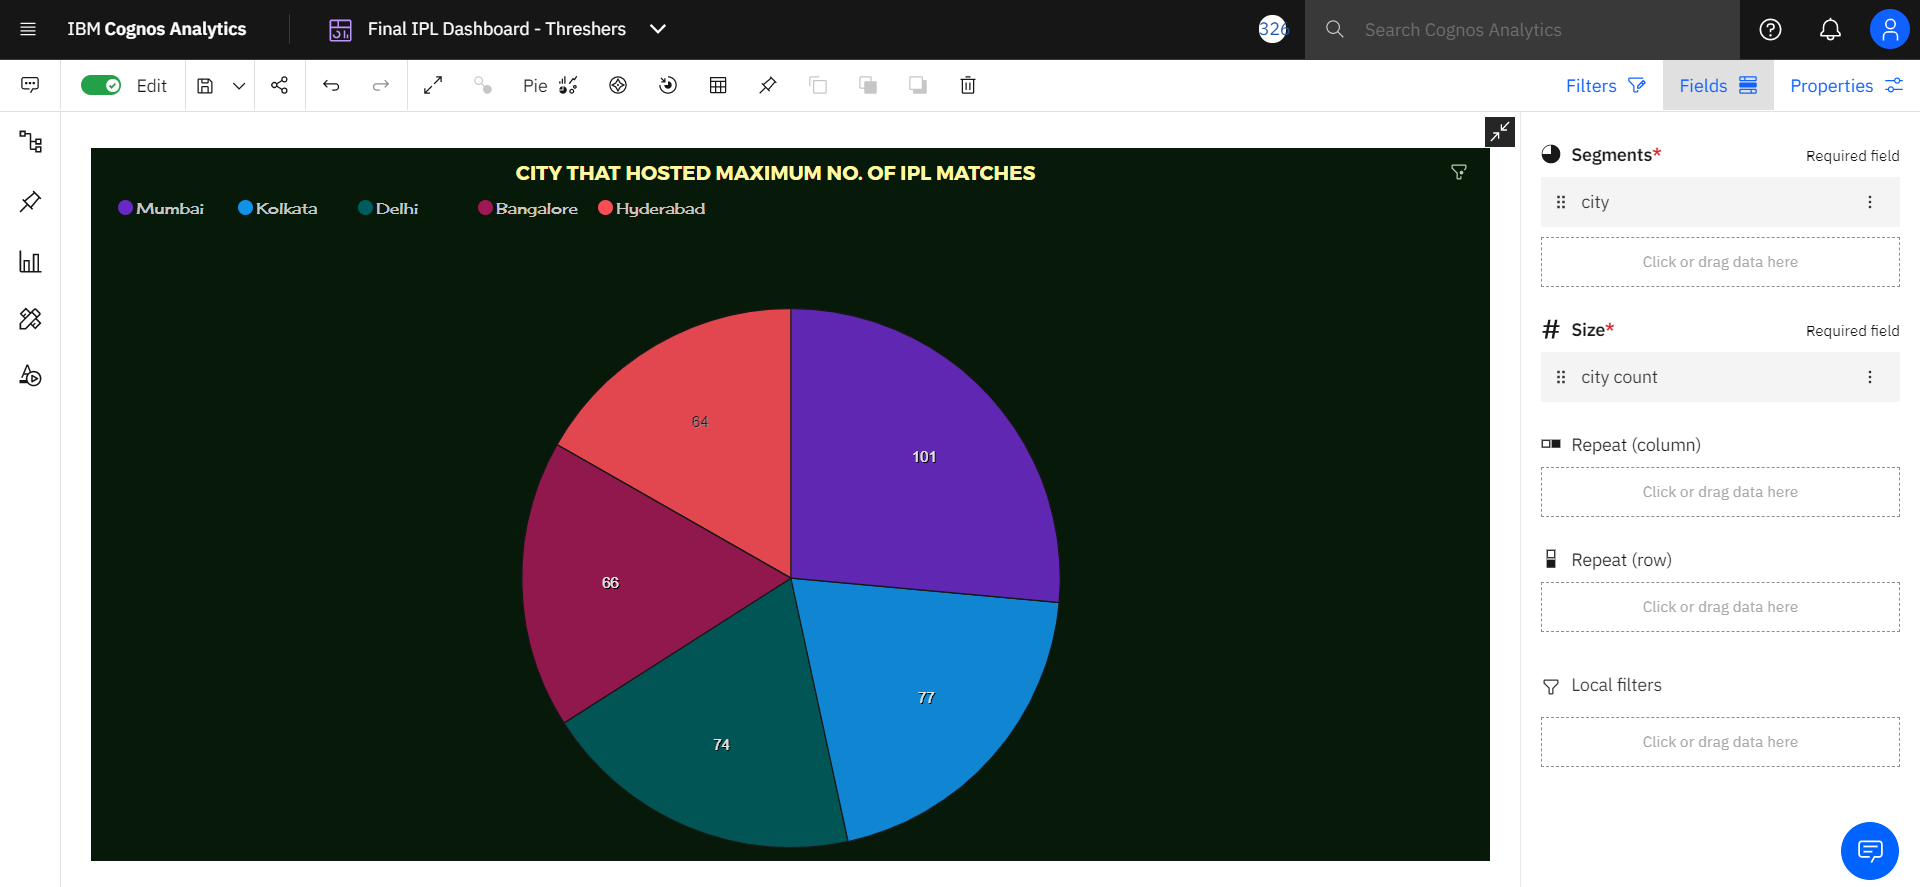 IBM Cognos Analytics
Final IPL Dashboard - Threshers
326
Search Cognos Analytics
Edit
Pie
Filters
Fields
Properties
CITY THAT HOSTED MAXIMUM NO. OF IPL MATCHES
Mumbai Kolkata Delhi Bangalore Hyderabad
64
101
66
77
74
Segments* Required field
city
Click or drag data here
# Size* Required field
city count
Repeat (column)
Click or drag data here
Repeat (row)
Click or drag data here
Local filters
Click or drag data here